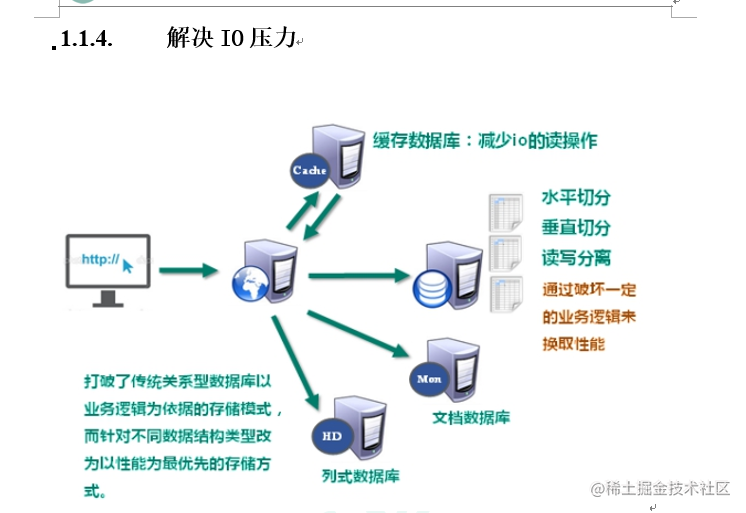 1.1.4. 解决 IO 压力
缓存数据库：减少io的读操作
Cache
水平切分
垂直切分
读写分离
http://
通过破坏一定
的业务逻辑来
换取性能
Mon
文档数据库
打破了传统关系型数据库以
业务逻辑为依据的存储模式，
而针对不同数据结构类型改
为以性能为最优先的存储方
式。
HD
列式数据库
@稀土掘金技术社区